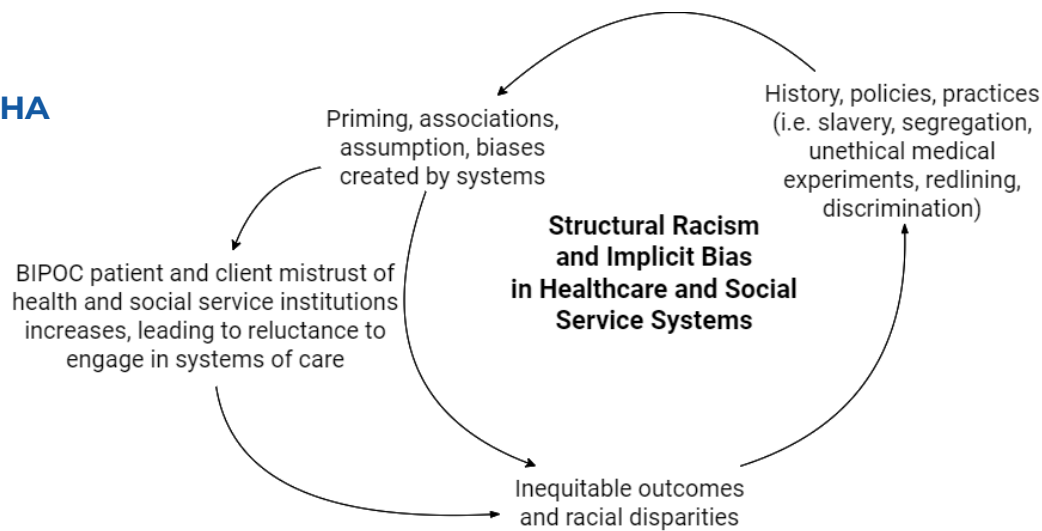 HA
Priming, associations,
assumption, biases
created by systems
History, policies, practices
(i.e. slavery, segregation,
unethical medical
experiments, redlining,
discrimination)
Structural Racism
and Implicit Bias
in Healthcare and Social
Service Systems
BIPOC patient and client mistrust of
health and social service institutions
increases, leading to reluctance to
engage in systems of care
Inequitable outcomes
and racial disparities